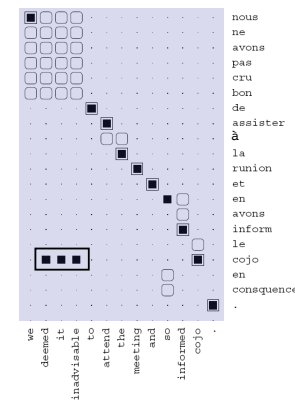 nous
ne
avons
pas
cru
bon
de
assister
à
la
runion
et
en
avons
inform
le
cojo
en
consquence
.
we
deemed
it
inadvisable
to
attend
the
meeting
and
so
informed
cojo
.